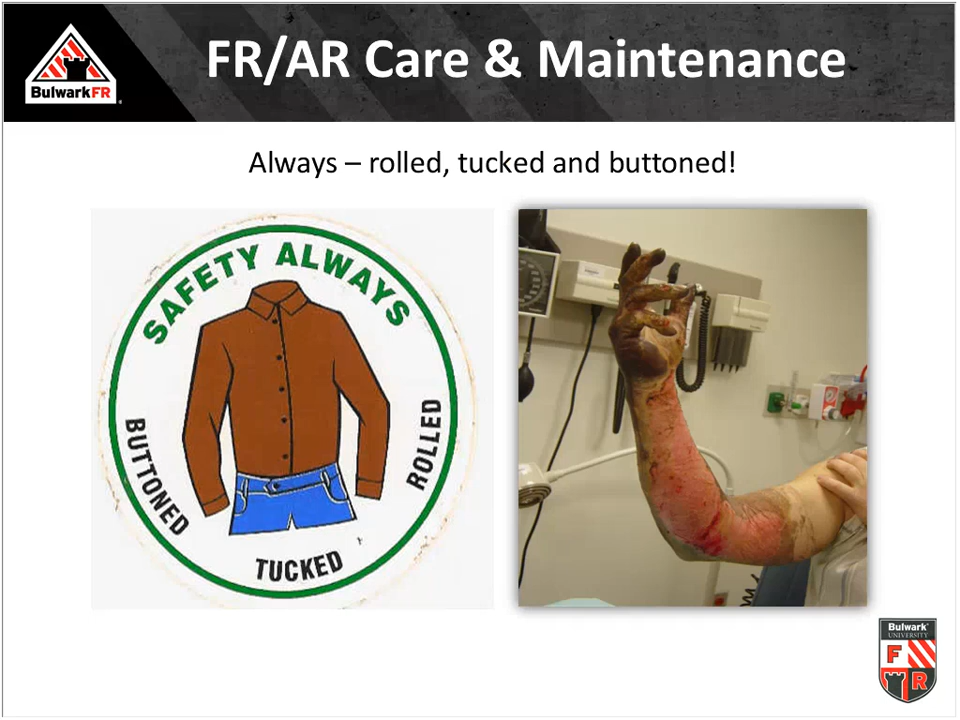 BulwarkFR
FR/AR Care & Maintenance
Always – rolled, tucked and buttoned!
SAFETY ALWAYS
BUTTONED
TUCKED
ROLLED
Bulwark
UNIVERSITY
F
R